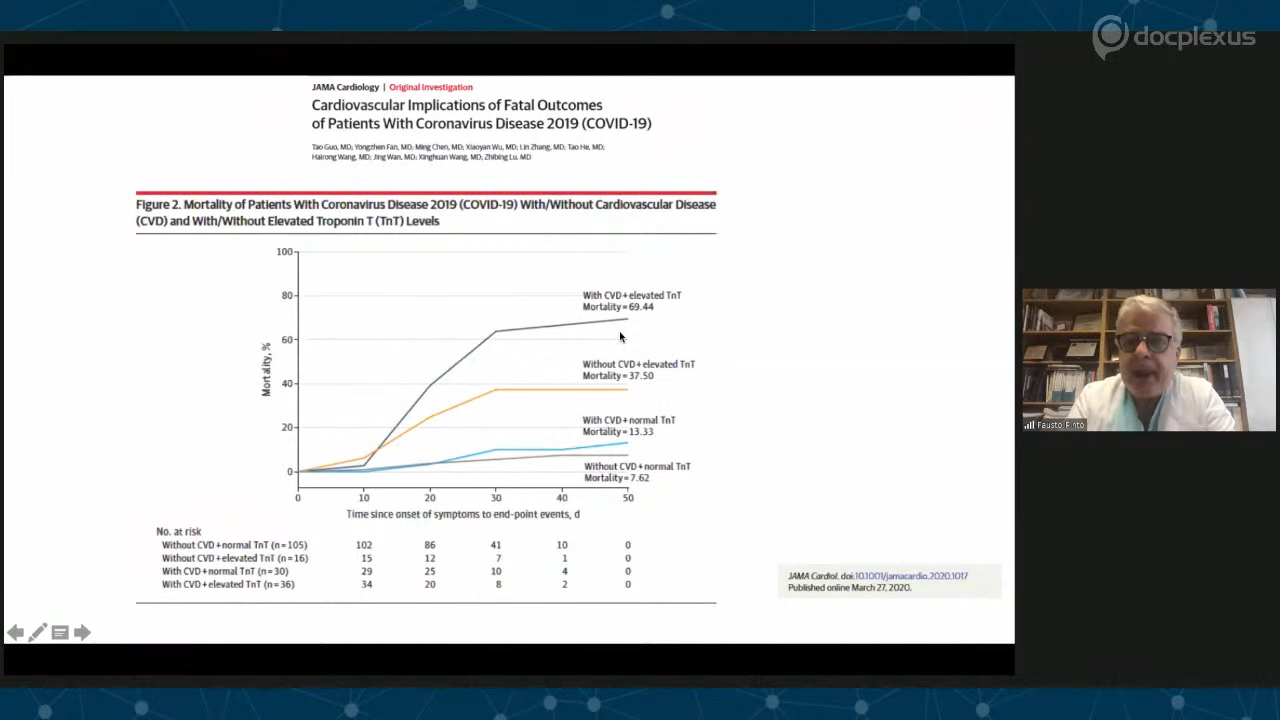 docplexus
JAMA Cardiology | Original Investigation
Cardiovascular Implications of Fatal Outcomes
of Patients With Coronavirus Disease 2019 (COVID-19)
Tao Guo, MD; Yongzhen Fan, MD; Ming Chen, MD; Xiaoyan Wu, MD; Lin Zhang, MD; Tao He, MD;
Hairong Wang, MD; Jing Wan, MD; Xinghuan Wang, MD; Zhibing Lu, MD
Figure 2. Mortality of Patients With Coronavirus Disease 2019 (COVID-19) With/Without Cardiovascular Disease
(CVD) and With/Without Elevated Troponin T (TnT) Levels
100
80
60
40
20
0
Mortality, %
With CVD + elevated TnT
Mortality = 69.44
Without CVD + elevated TnT
Mortality = 37.50
With CVD + normal TnT
Mortality = 13.33
Without CVD + normal TnT
Mortality = 7.62
0 10 20 30 40 50
Time since onset of symptoms to end-point events, d
No. at risk
Without CVD + normal TnT (n = 105) 102 86 41 10 0
Without CVD + elevated TnT (n = 16) 15 12 7 1 0
With CVD + normal TnT (n = 30) 29 25 10 4 0
With CVD + elevated TnT (n = 36) 34 20 8 2 0
JAMA Cardiol. doi:10.1001/jamacardio.2020.1017
Published online March 27, 2020.
Fausto Pinto